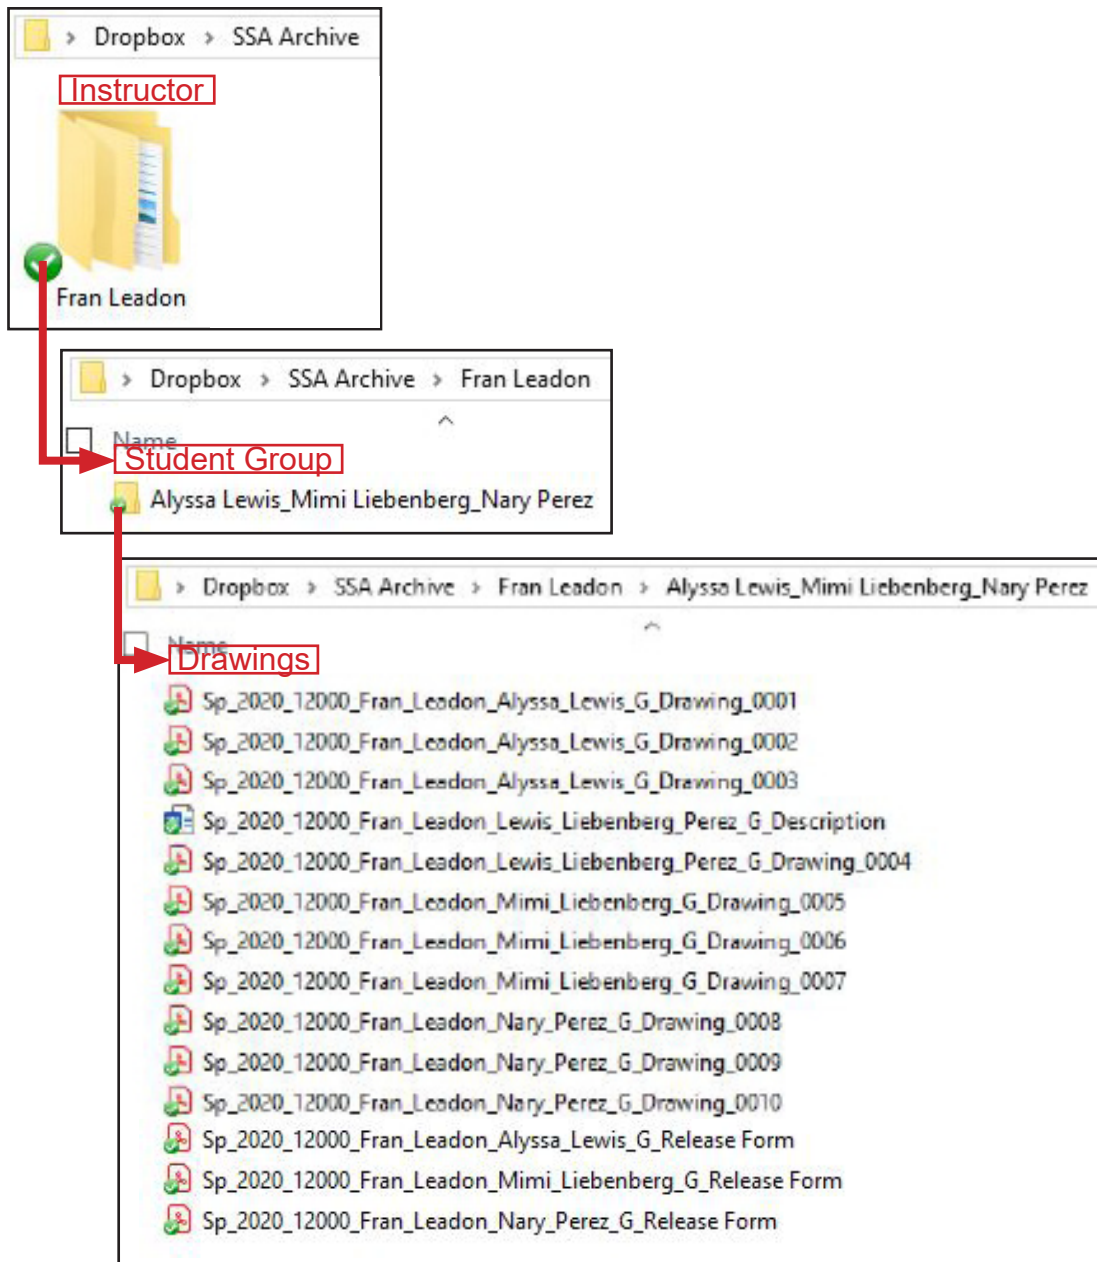 > Dropbox > SSA Archive
Instructor
Fran Leadon
> Dropbox > SSA Archive > Fran Leadon
Name
Student Group
Alyssa Lewis_Mimi Liebenberg_Nary Perez
> Dropbox > SSA Archive > Fran Leadon > Alyssa Lewis_Mimi Liebenberg_Nary Perez
Name
Drawings
Sp_2020_12000_Fran_Leadon_Alyssa_Lewis_G_Drawing_0001
Sp_2020_12000_Fran_Leadon_Alyssa_Lewis_G_Drawing_0002
Sp_2020_12000_Fran_Leadon_Alyssa_Lewis_G_Drawing_0003
Sp_2020_12000_Fran_Leadon_Lewis_Liebenberg_Perez_G_Description
Sp_2020_12000_Fran_Leadon_Lewis_Liebenberg_Perez_G_Drawing_0004
Sp_2020_12000_Fran_Leadon_Mimi_Liebenberg_G_Drawing_0005
Sp_2020_12000_Fran_Leadon_Mimi_Liebenberg_G_Drawing_0006
Sp_2020_12000_Fran_Leadon_Mimi_Liebenberg_G_Drawing_0007
Sp_2020_12000_Fran_Leadon_Nary_Perez_G_Drawing_0008
Sp_2020_12000_Fran_Leadon_Nary_Perez_G_Drawing_0009
Sp_2020_12000_Fran_Leadon_Nary_Perez_G_Drawing_0010
Sp_2020_12000_Fran_Leadon_Alyssa_Lewis_G_Release Form
Sp_2020_12000_Fran_Leadon_Mimi_Liebenberg_G_Release Form
Sp_2020_12000_Fran_Leadon_Nary_Perez_G_Release Form